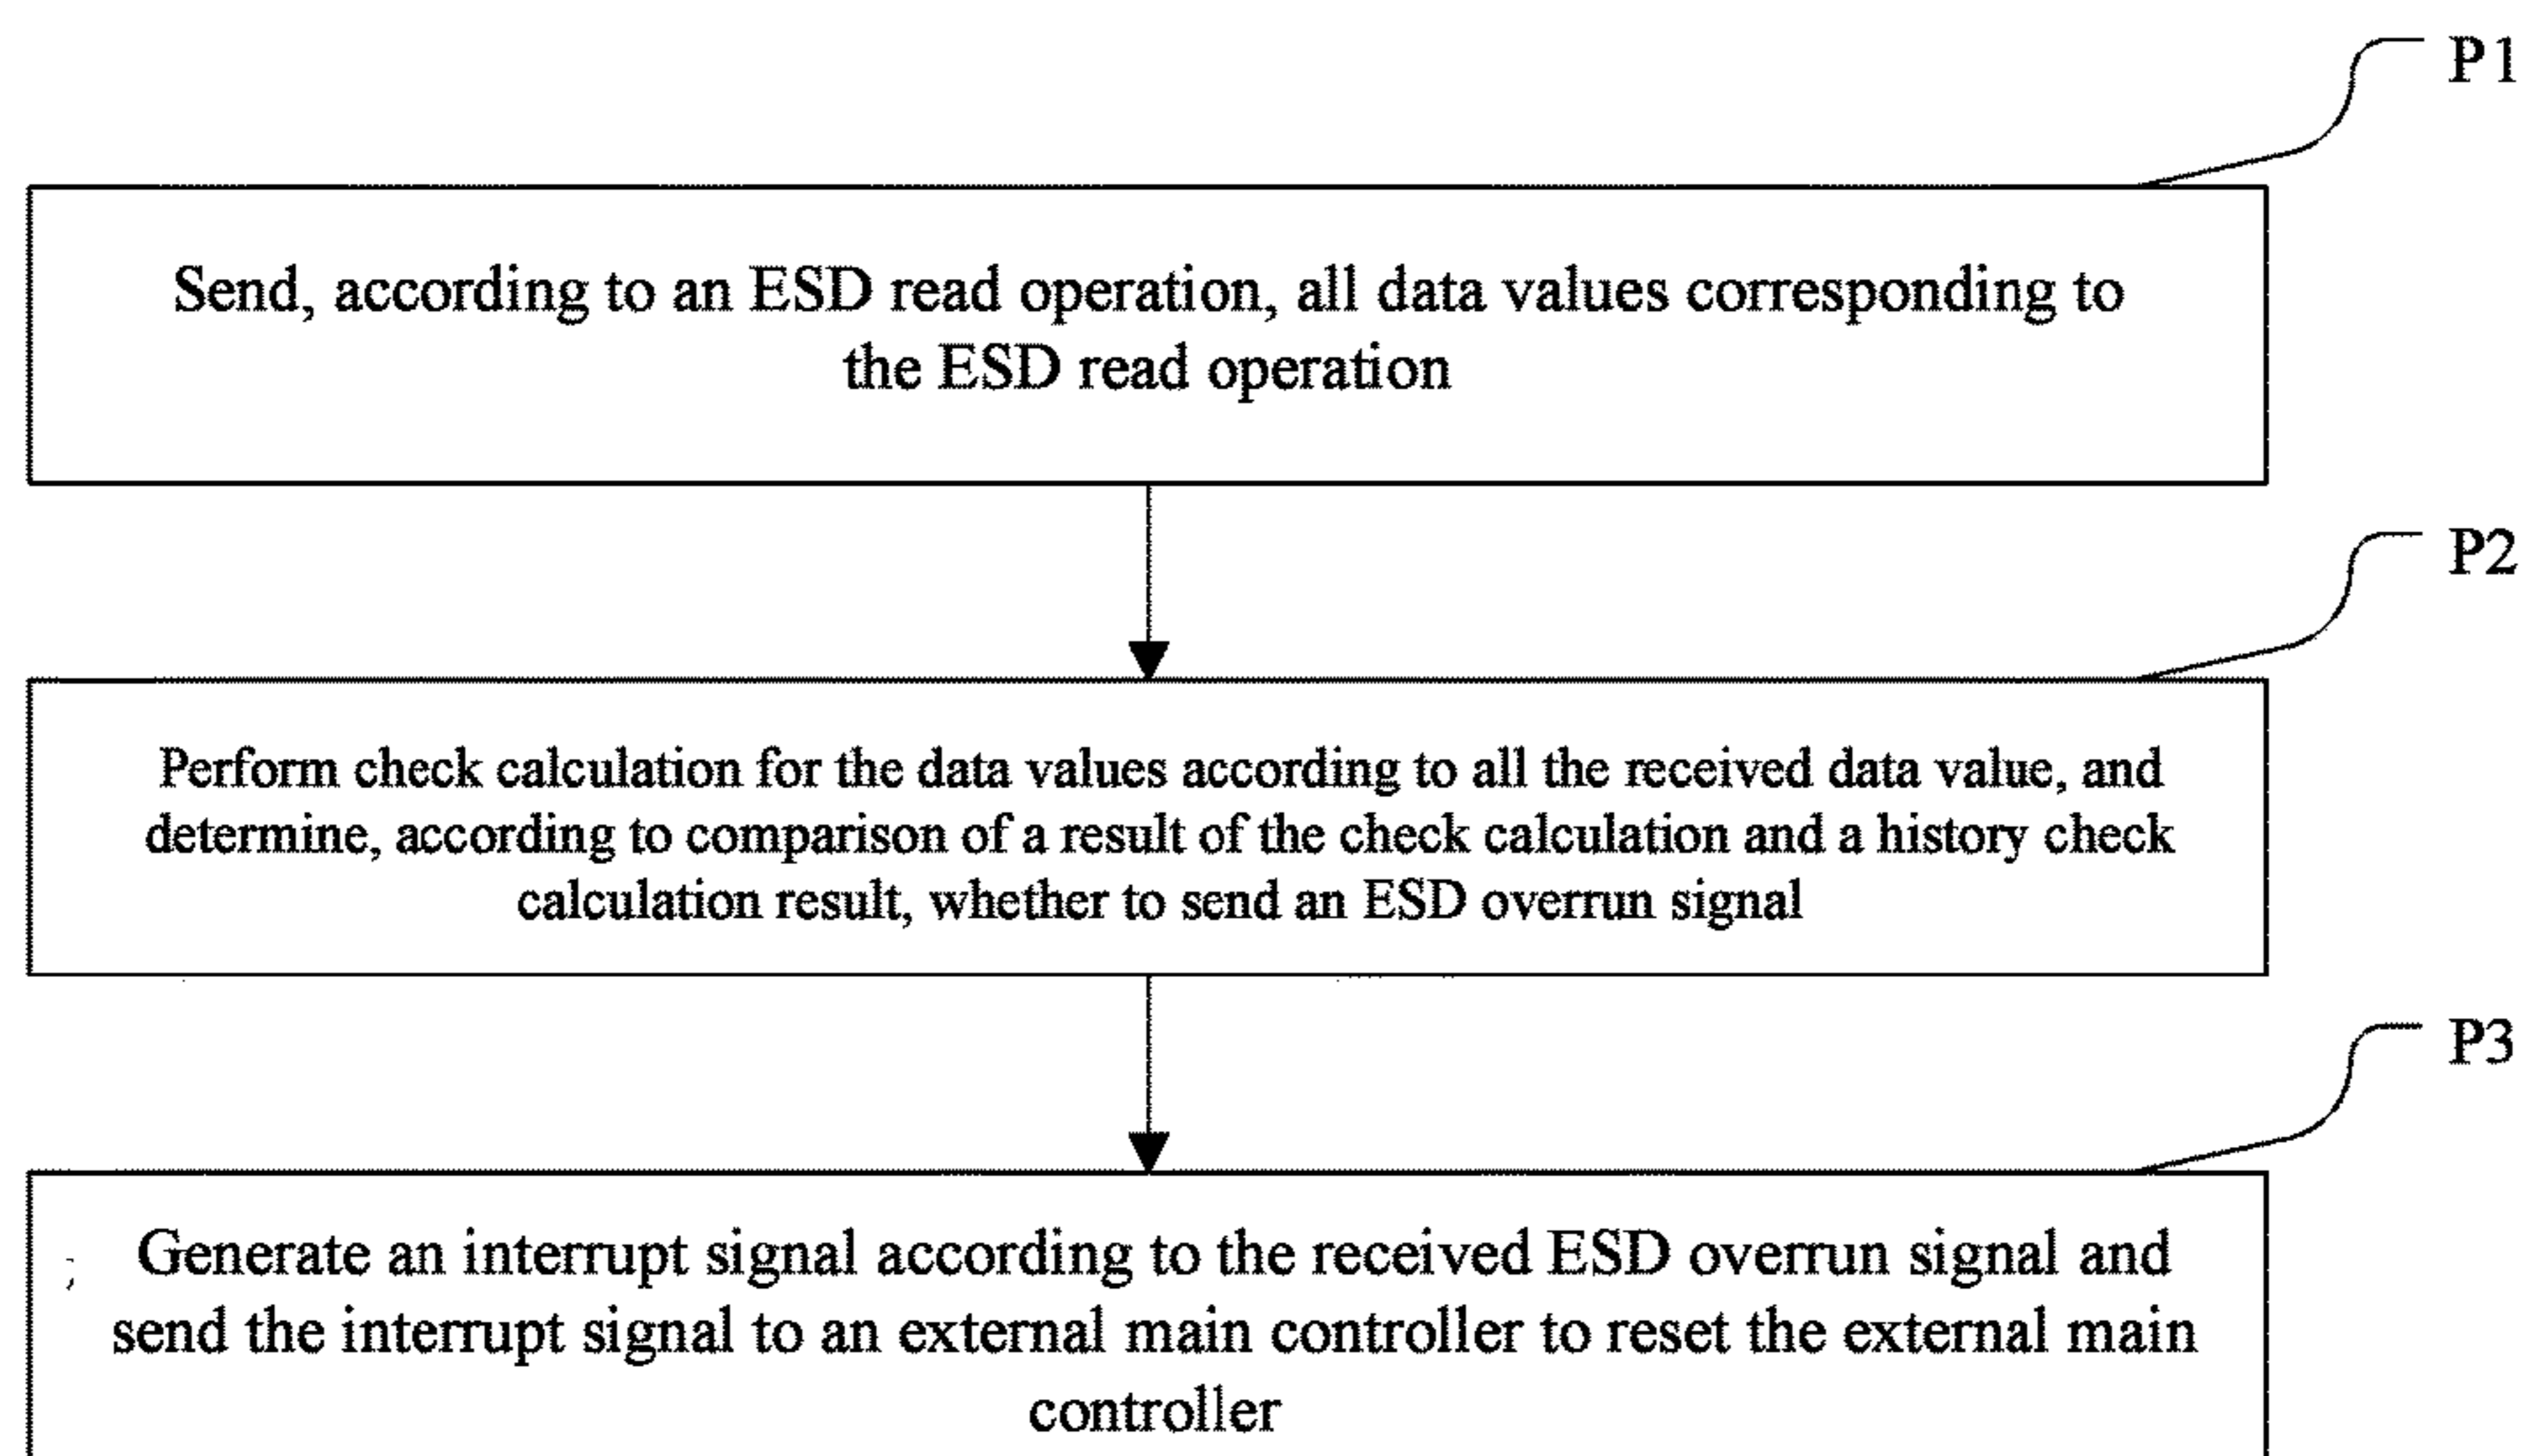 P1
Send, according to an ESD read operation, all data values corresponding to
the ESD read operation
P2
Perform check calculation for the data values according to all the received data value, and
determine, according to comparison of a result of the check calculation and a history check
calculation result, whether to send an ESD overrun signal
P3
Generate an interrupt signal according to the received ESD overrun signal and
send the interrupt signal to an external main controller to reset the external main
controller